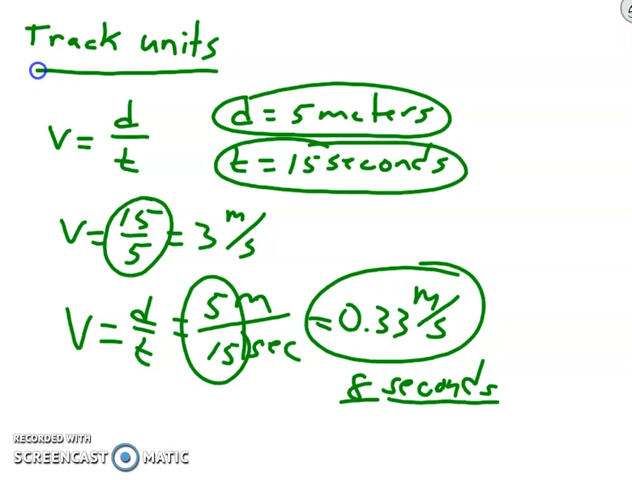 Track units
V = d/t
d = 5 meters
t = 15 seconds
V = 15/5 = 3 m/s
V = d/t = 5 m/15 sec = 0.33 m/s
8 seconds
RECORDED WITH
SCREENCAST MATIC